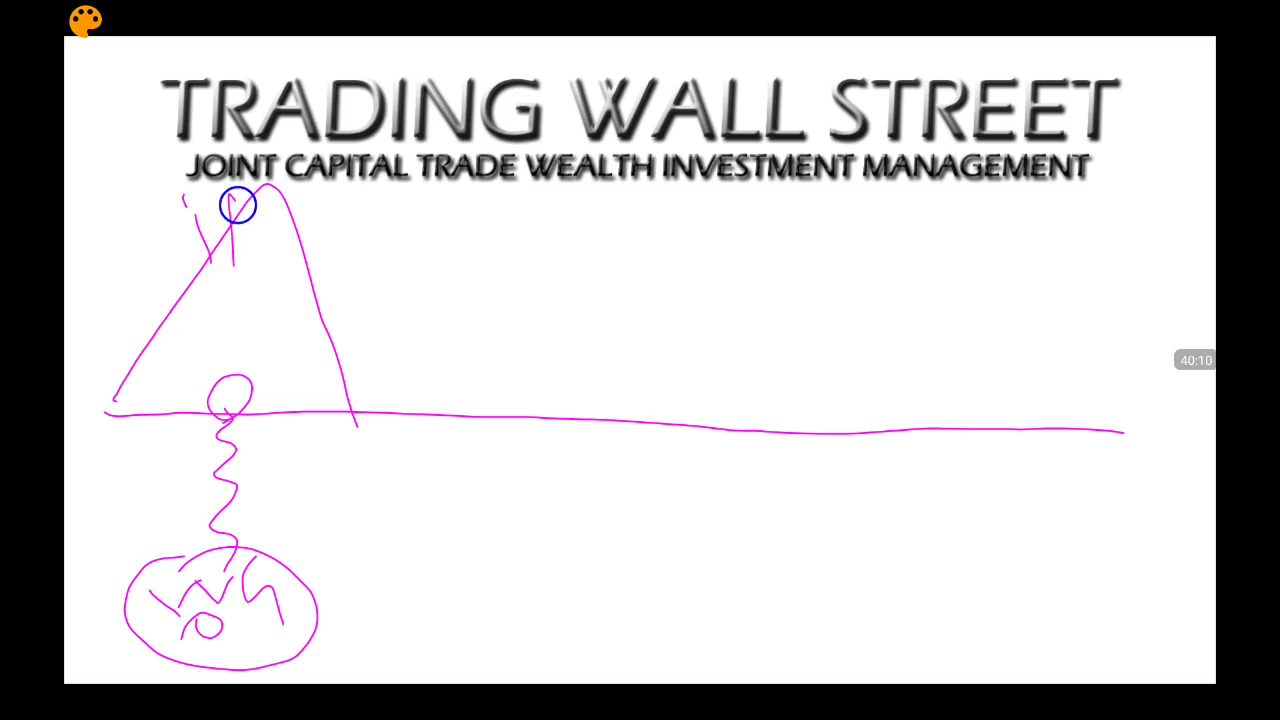 TRADING WALL STREET
JOINT CAPITAL TRADE WEALTH INVESTMENT MANAGEMENT
40:10